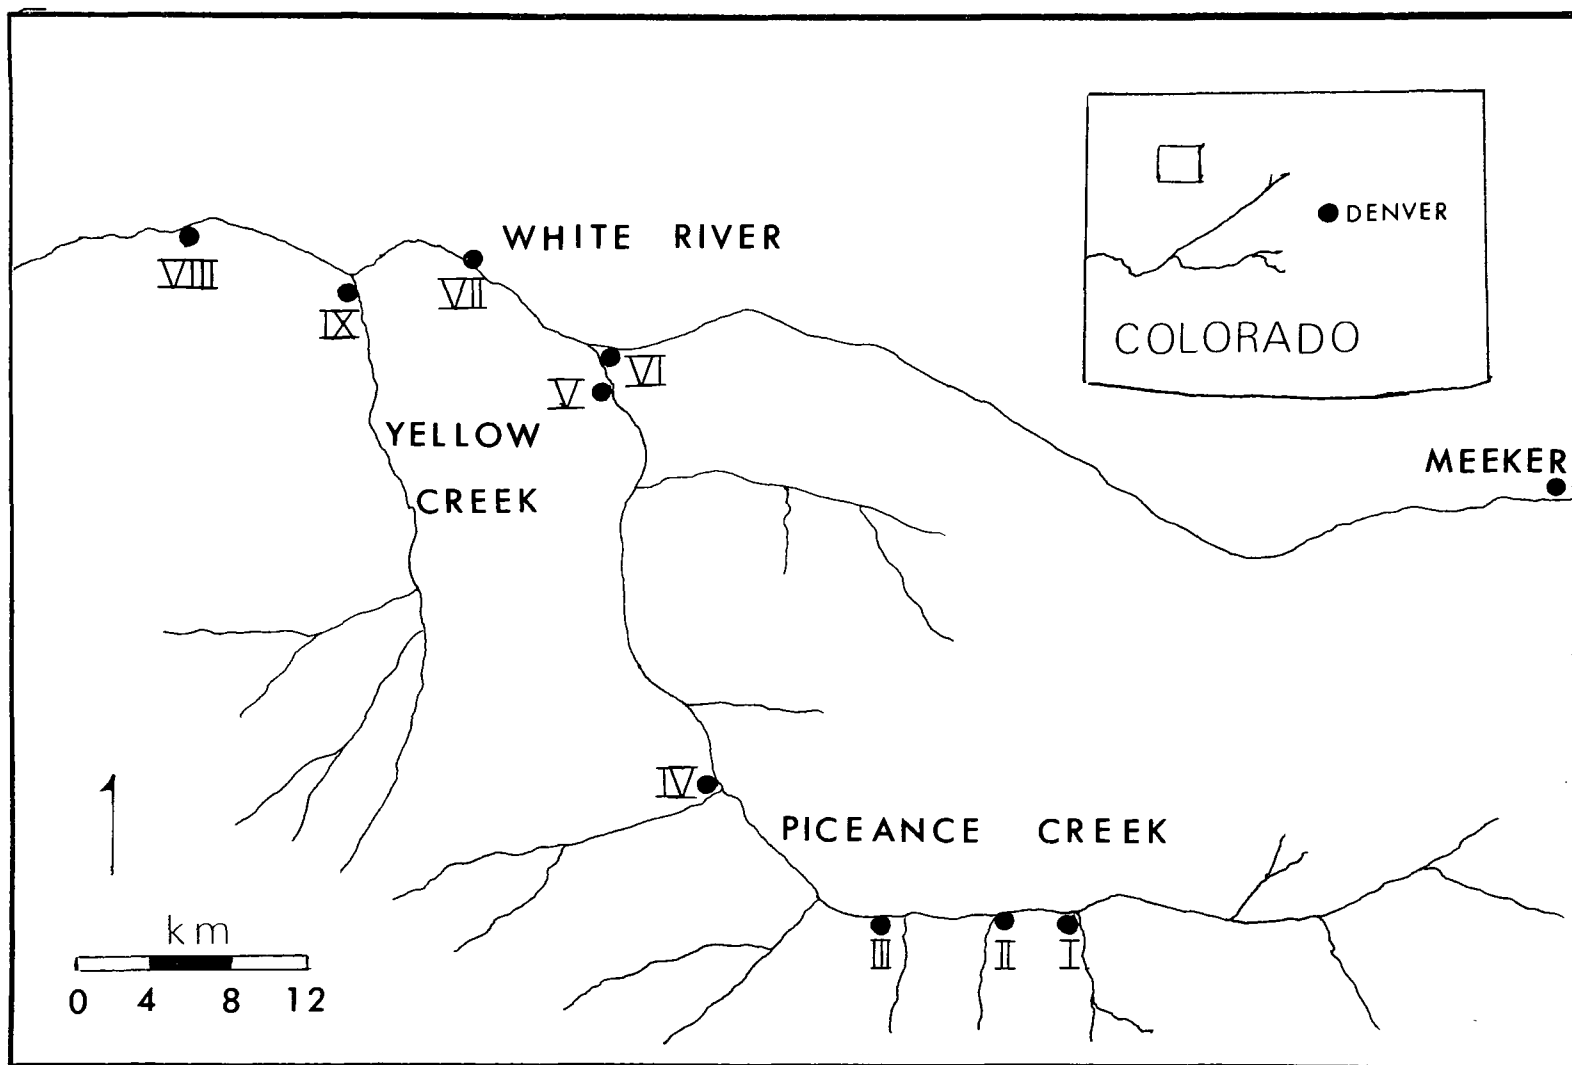 WHITE RIVER
DENVER
COLORADO
VIII
IX
VII
VI
V
YELLOW
CREEK
MEEKER
IV
PICEANCE CREEK
III
II
I
km
0 4 8 12